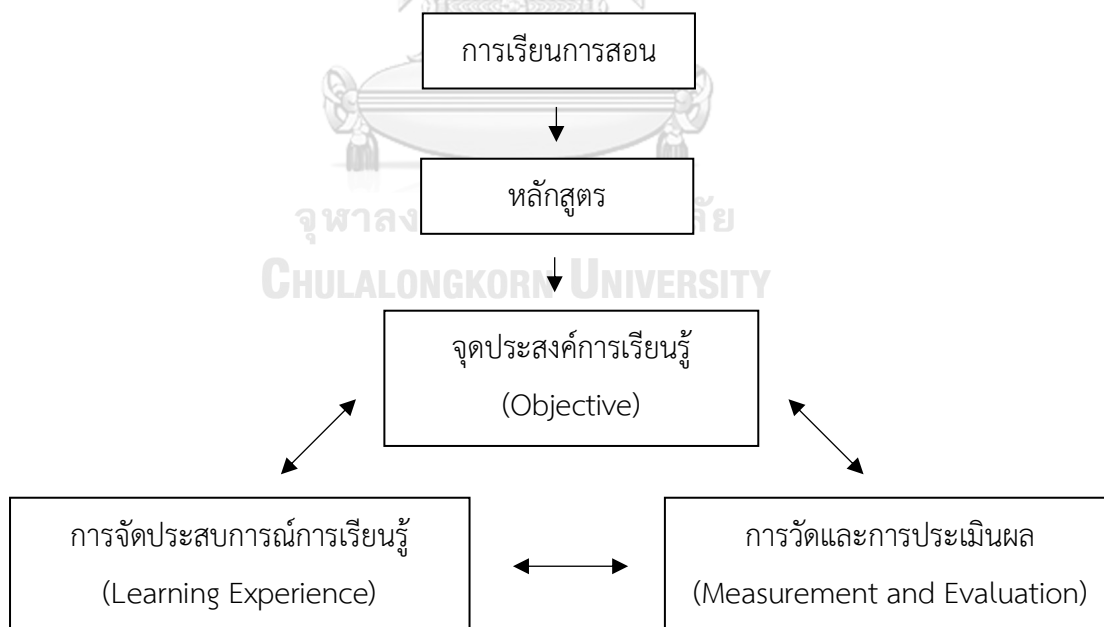 การเรียนการสอน
หลักสูตร
จุฬาลง ลัย
CHULALONGKORN UNIVERSITY
จุดประสงค์การเรียนรู้
(Objective)
การจัดประสบการณ์การเรียนรู้
(Learning Experience)
การวัดและการประเมินผล
(Measurement and Evaluation)